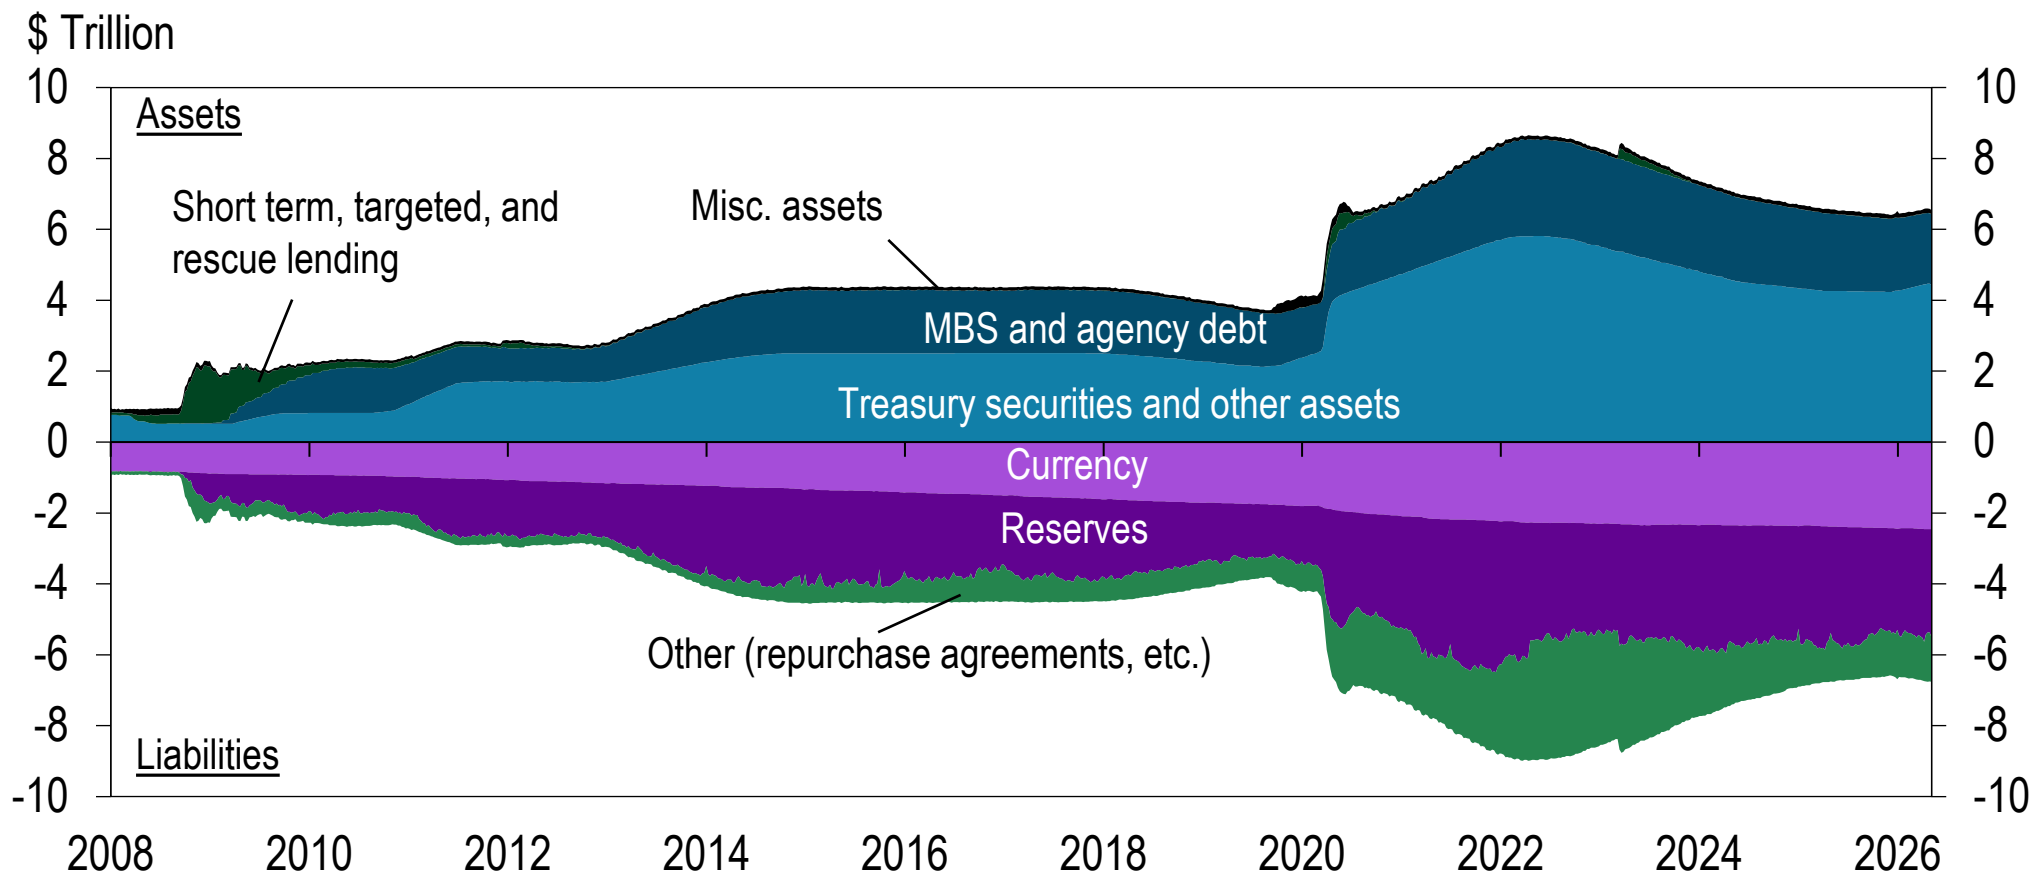 $ Trillion
10
8
6
4
2
0
-2
-4
-6
-8
-10
10
8
6
4
2
0
-2
-4
-6
-8
-10
Assets
Short term, targeted, and
rescue lending
Misc. assets
MBS and agency debt
Treasury securities and other assets
Currency
Reserves
Other (repurchase agreements, etc.)
Liabilities
2008 2010 2012 2014 2016 2018 2020 2022 2024 2026